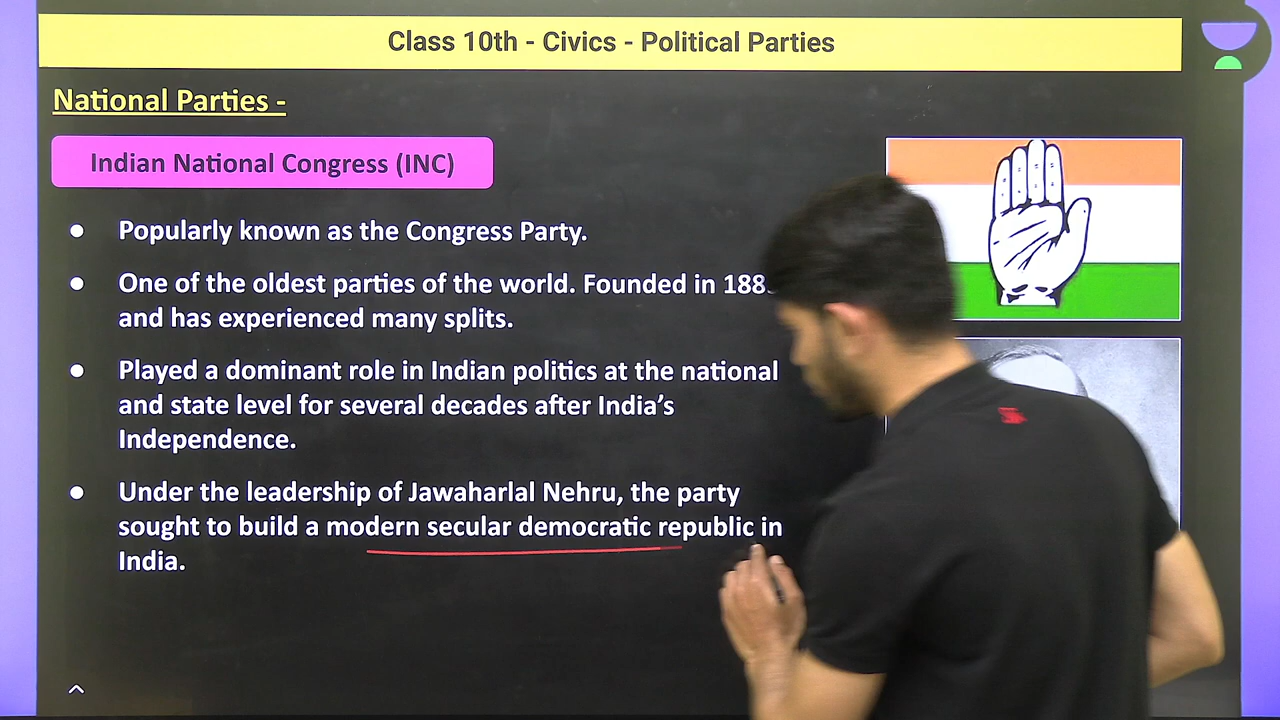 Class 10th - Civics - Political Parties
National Parties -
Indian National Congress (INC)
● Popularly known as the Congress Party.
● One of the oldest parties of the world. Founded in
and has experienced many splits.
● Played a dominant role in Indian politics at the national
and state level for several decades after India's
Independence.
● Under the leadership of Jawaharlal Nehru, the party
sought to build a modern secular democratic republic in
India.